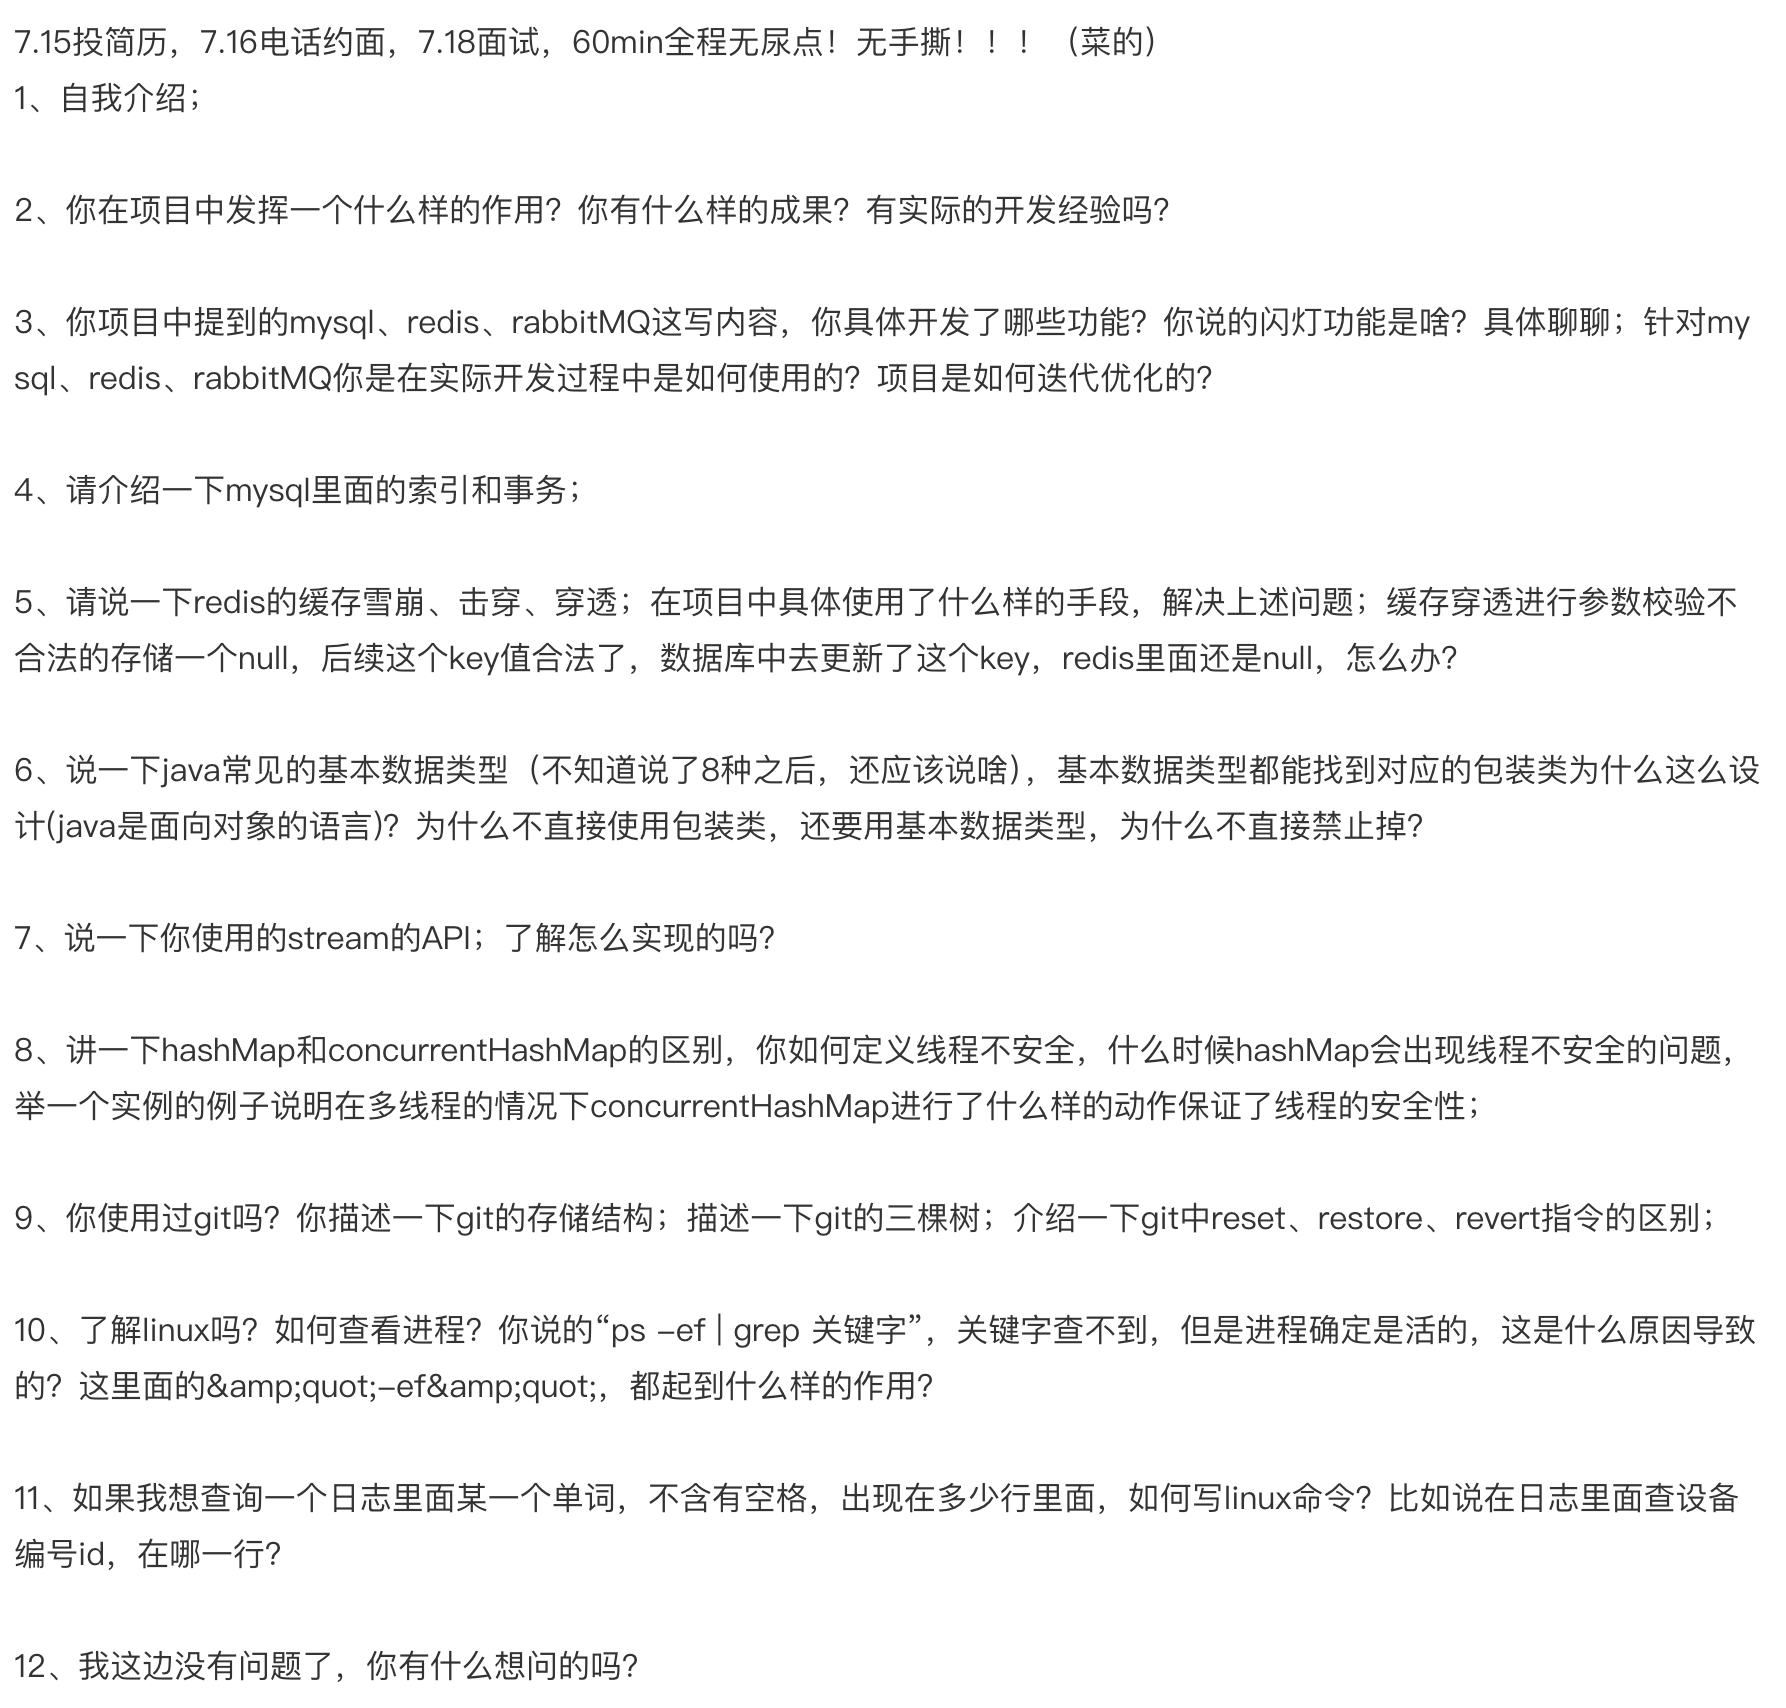 7.15投简历，7.16电话约面，7.18面试，60min全程无尿点！无手撕！！！（菜的）
1、自我介绍；
2、你在项目中发挥一个什么样的作用？你有什么样的成果？有实际的开发经验吗？
3、你项目中提到的mysql、redis、rabbitMQ这写内容，你具体开发了哪些功能？你说的闪灯功能是啥？具体聊聊；针对my
sql、redis、rabbitMQ你是在实际开发过程中是如何使用的？项目是如何迭代优化的？
4、请介绍一下mysql里面的索引和事务；
5、请说一下redis的缓存雪崩、击穿、穿透；在项目中具体使用了什么样的手段，解决上述问题；缓存穿透进行参数校验不
合法的存储一个null，后续这个key值合法了，数据库中去更新了这个key，redis里面还是null，怎么办？
6、说一下java常见的基本数据类型（不知道说了8种之后，还应该说啥），基本数据类型都能找到对应的包装类为什么这么设
计(java是面向对象的语言)？为什么不直接使用包装类，还要用基本数据类型，为什么不直接禁止掉？
7、说一下你使用的stream的API；了解怎么实现的吗？
8、讲一下hashMap和concurrentHashMap的区别，你如何定义线程不安全，什么时候hashMap会出现线程不安全的问题，
举一个实例的例子说明在多线程的情况下concurrentHashMap进行了什么样的动作保证了线程的安全性；
9、你使用过git吗？你描述一下git的存储结构；描述一下git的三棵树；介绍一下git中reset、restore、revert指令的区别；
10、了解linux吗？如何查看进程？你说的“ps -ef | grep 关键字”，关键字查不到，但是进程确定是活的，这是什么原因导致
的？这里面的&amp;quot;-ef&amp;quot;，都起到什么样的作用？
11、如果我想查询一个日志里面某一个单词，不含有空格，出现在多少行里面，如何写linux命令？比如说在日志里面查设备
编号id，在哪一行？
12、我这边没有问题了，你有什么想问的吗？